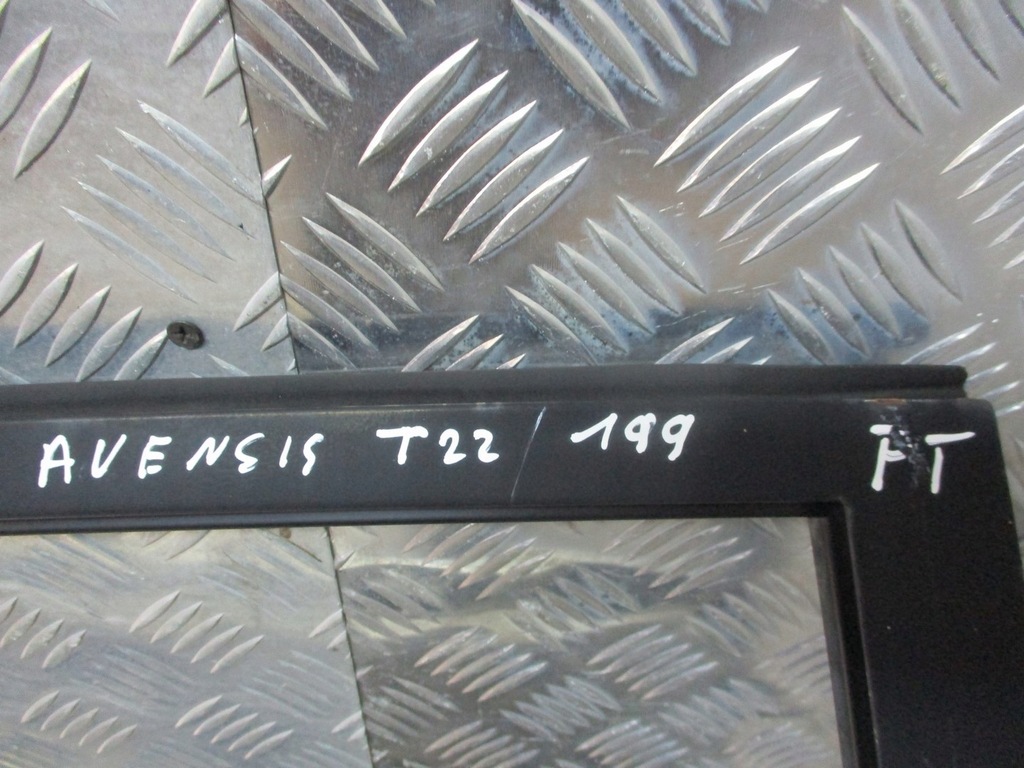 AVENSIS T22 / 199 PT